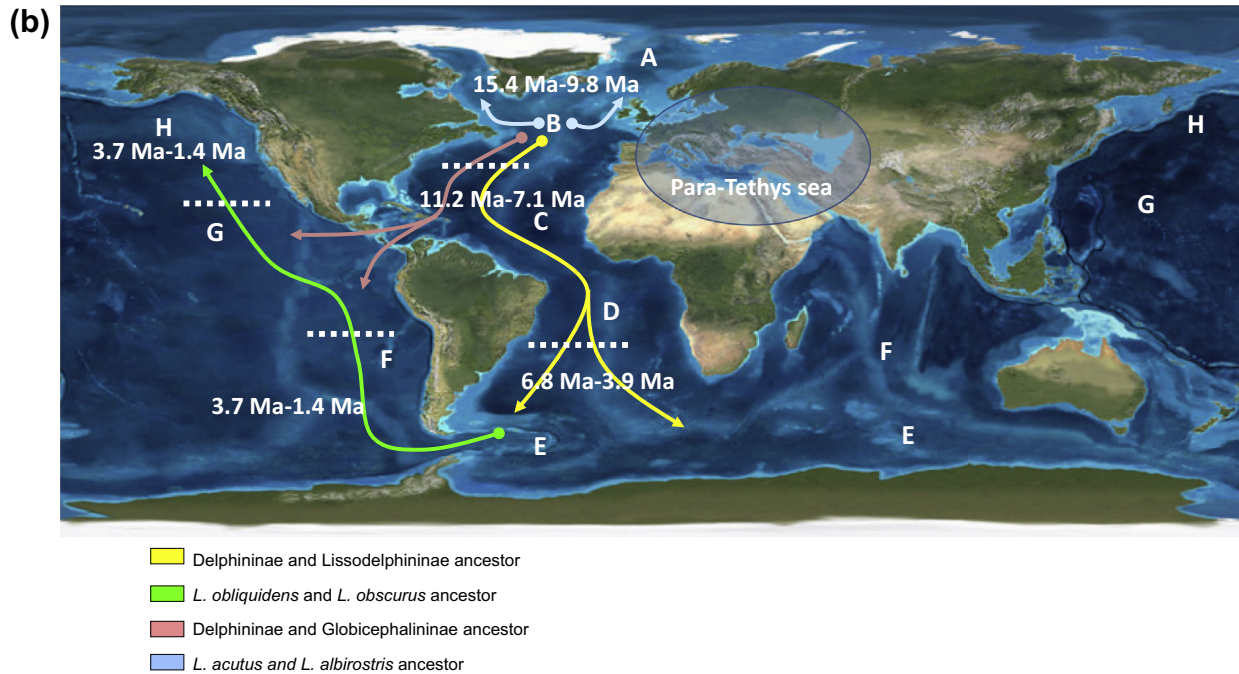 (b)
A
15.4 Ma-9.8 Ma
B
H
3.7 Ma-1.4 Ma
H
Para-Tethys sea
11.2 Ma-7.1 Ma
G
G
C
D
F
F
6.8 Ma-3.9 Ma
3.7 Ma-1.4 Ma
E
E
Delphininae and Lissodelphininae ancestor
L. obliquidens and L. obscurus ancestor
Delphininae and Globicephalininae ancestor
L. acutus and L. albirostris ancestor